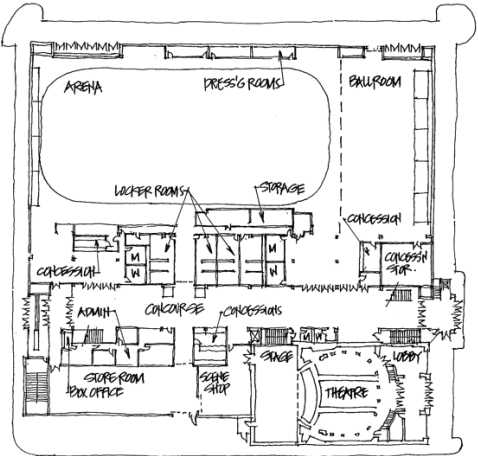 ARENA
DRESS'G ROOMS
BALLROOM
LOCKER ROOMS
STORAGE
CONCESSION
CONCESSION
M
W
M
W
CONCESS'N
STOR.
ADMIN
CONCOURSE
CONCESSIONS
M
W
STAGE
LOBBY
STORE ROOM
BOX OFFICE
SCENE
SHOP
THEATRE